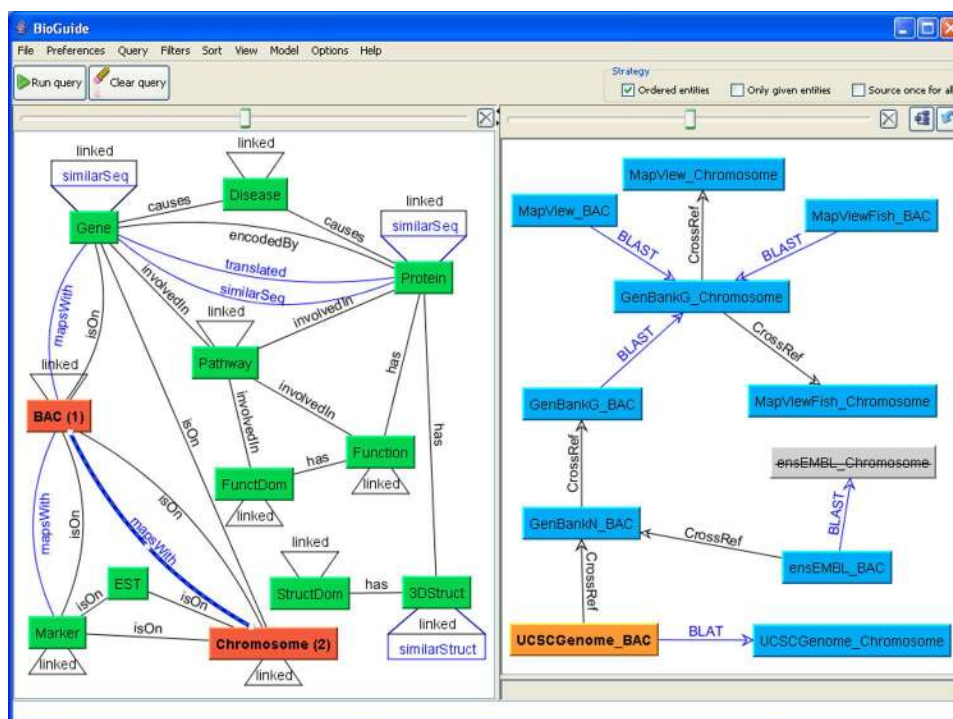 BioGuide
File Preferences Query Filters Sort View Model Options Help
Run query Clear query
Strategy
Ordered entities Only given entities Source once for all
linked
similarSeq
Gene
linked
Disease
linked
similarSeq
Protein
causes
causes
encodedBy
translated
similarSeq
involvedIn
involvedIn
linked
Pathway
mapsWith
isOn
linked
BAC (1)
isOn
involvedIn
involvedIn
has
has
Function
linked
has
FunctDom
linked
mapsWith
isOn
isOn
mapsWith
linked
StructDom
has
3DStruct
linked
similarStruct
EST
isOn
isOn
Marker
linked
isOn
Chromosome (2)
linked
MapView_Chromosome
CrossRef
MapView_BAC
MapViewFish_BAC
BLAST
BLAST
GenBankG_Chromosome
BLAST
CrossRef
GenBankG_BAC
MapViewFish_Chromosome
CrossRef
ensEMBL_Chromosome
BLAST
GenBankN_BAC
CrossRef
ensEMBL_BAC
CrossRef
UCSCGenome_BAC
BLAT
UCSCGenome_Chromosome